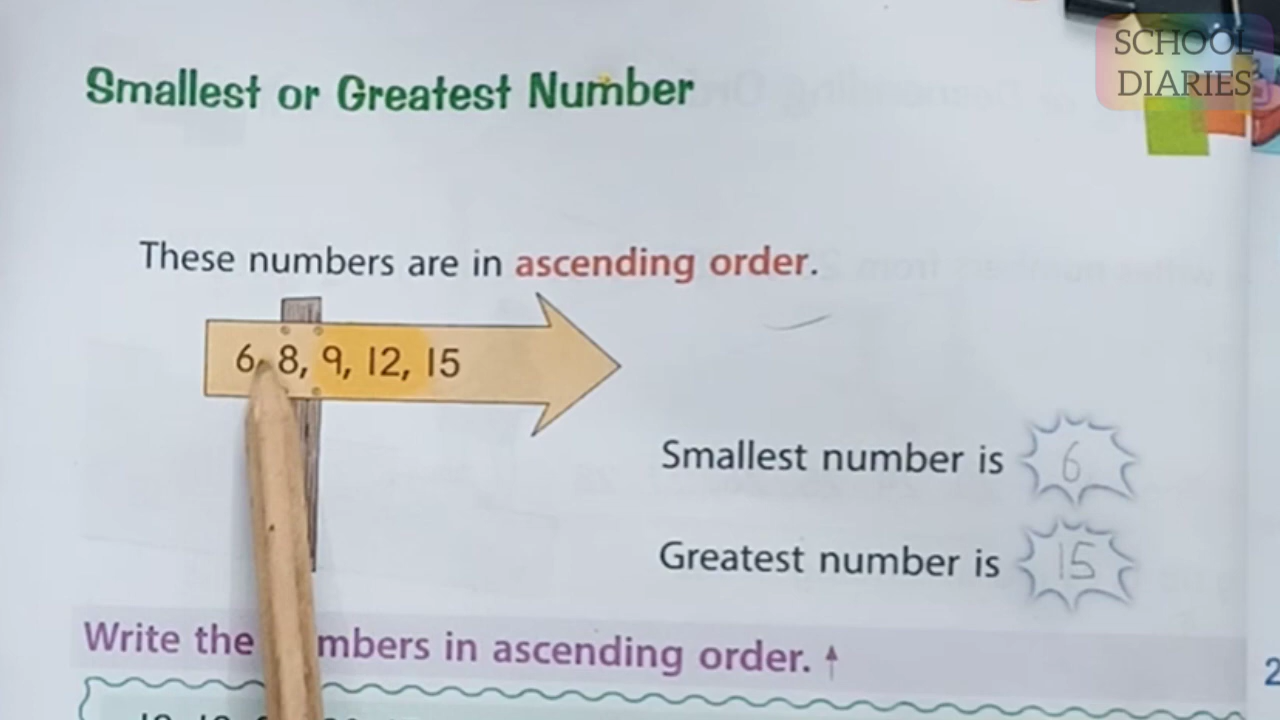 SCHOOL
DIARIES
Smallest or Greatest Number
These numbers are in ascending order.
6, 8, 9, 12, 15
Smallest number is 6
Greatest number is 15
Write the mbers in ascending order.
2